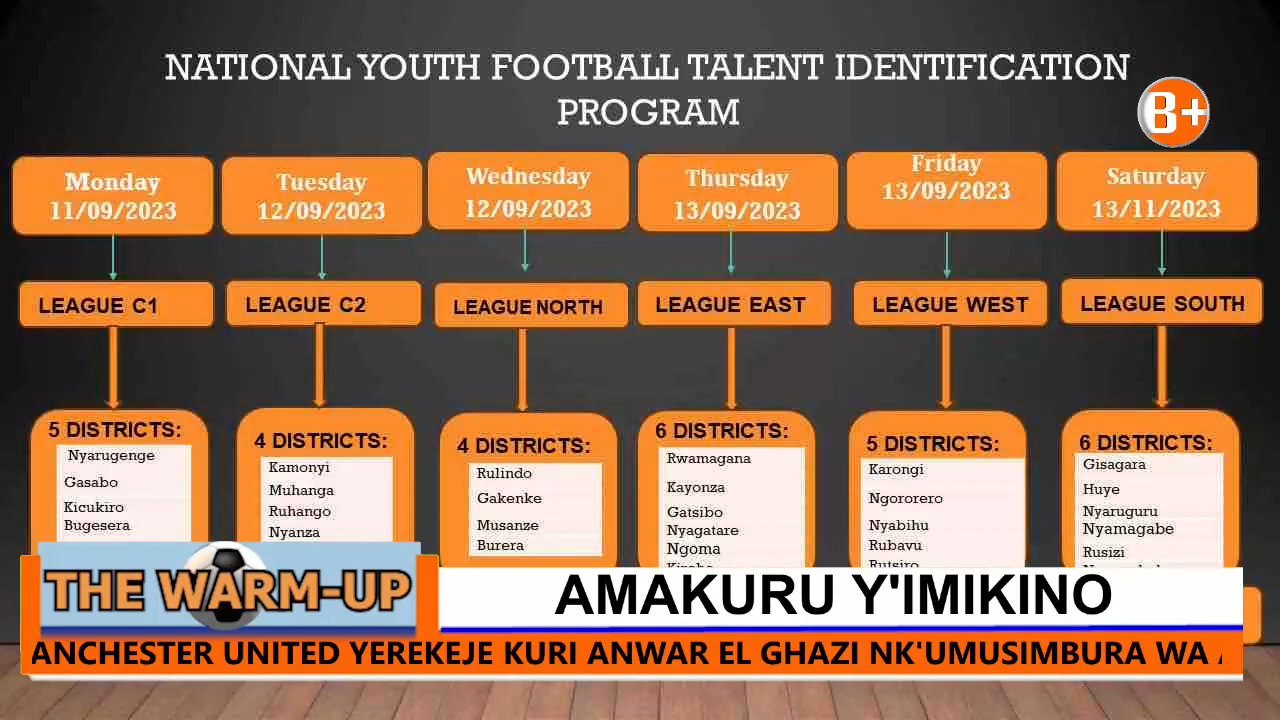 NATIONAL YOUTH FOOTBALL TALENT IDENTIFICATION
PROGRAM
B+
Monday
11/09/2023
Tuesday
12/09/2023
Wednesday
12/09/2023
Thursday
13/09/2023
Friday
13/09/2023
Saturday
13/11/2023
LEAGUE C1
LEAGUE C2
LEAGUE NORTH
LEAGUE EAST
LEAGUE WEST
LEAGUE SOUTH
5 DISTRICTS:
Nyarugenge
Gasabo
Kicukiro
Bugesera
4 DISTRICTS:
Kamonyi
Muhanga
Ruhango
Nyanza
4 DISTRICTS:
Rulindo
Gakenke
Musanze
Burera
6 DISTRICTS:
Rwamagana
Kayonza
Gatsibo
Nyagatare
Ngoma
5 DISTRICTS:
Karongi
Ngororero
Nyabihu
Rubavu
Rutsiro
6 DISTRICTS:
Gisagara
Huye
Nyaruguru
Nyamagabe
Rusizi
THE WARM-UP
AMAKURU Y'IMIKINO
ANCHESTER UNITED YEREKEJE KURI ANWAR EL GHAZI NK'UMUSIMBURA WA